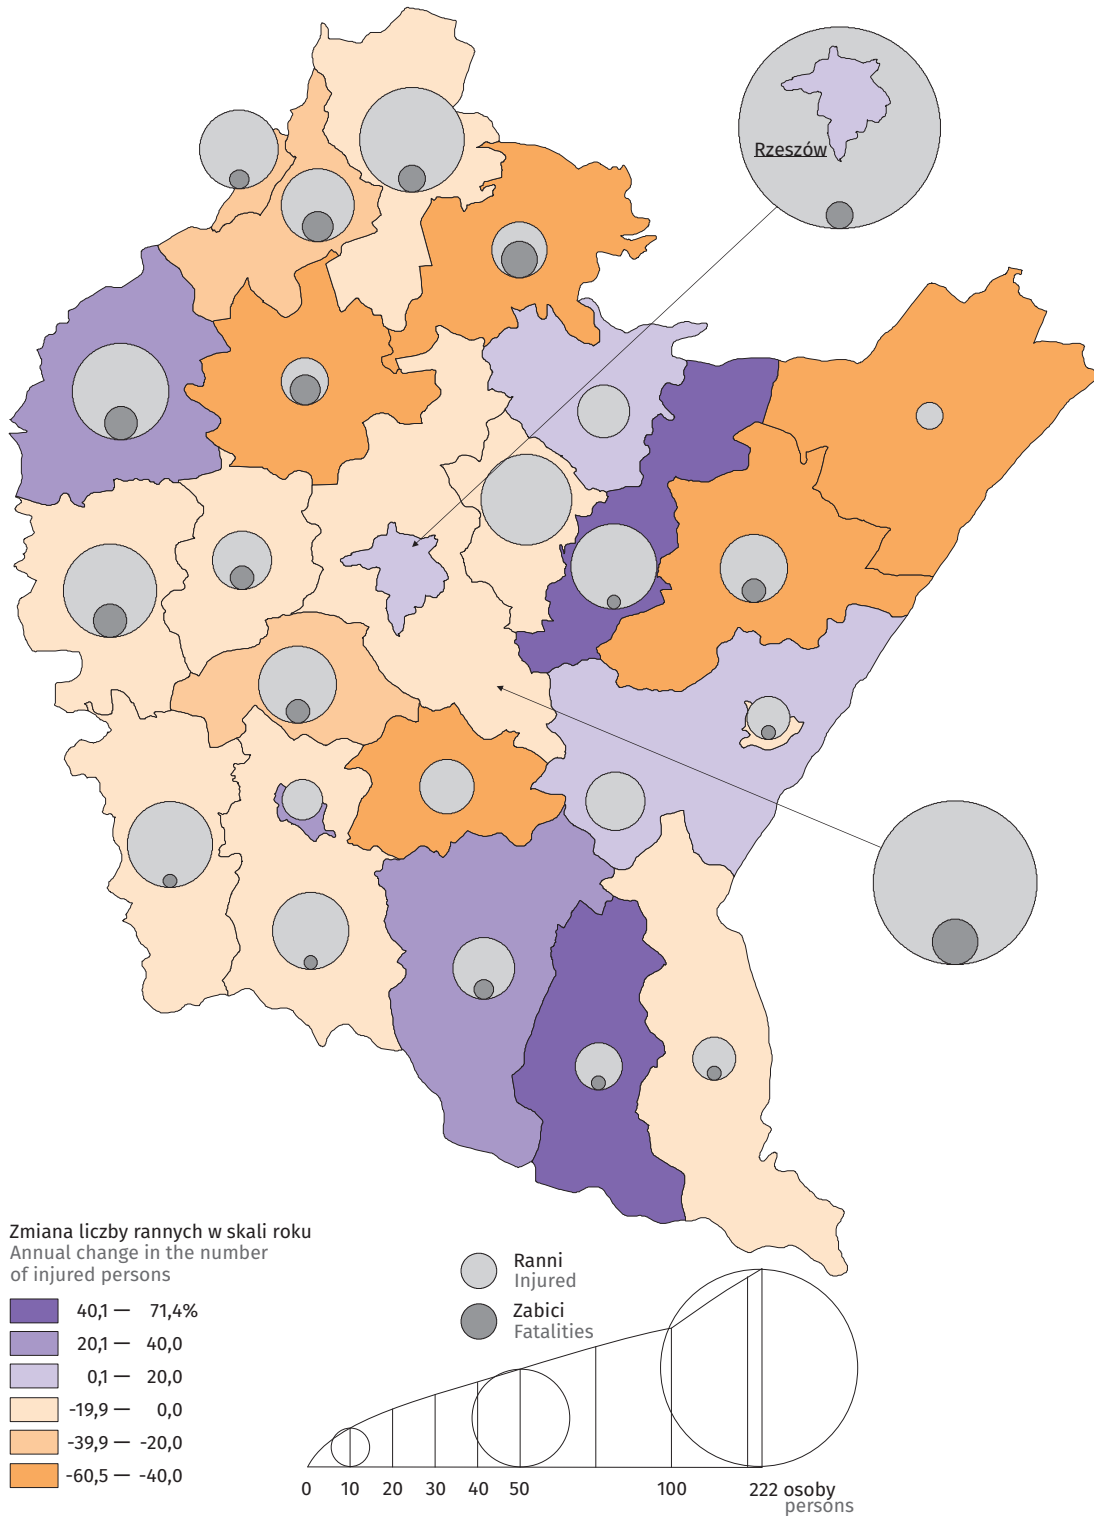 Rzeszów
Zmiana liczby rannych w skali roku
Annual change in the number
of injured persons
40,1 — 71,4%
20,1 — 40,0
0,1 — 20,0
-19,9 — 0,0
-39,9 — -20,0
-60,5 — -40,0
Ranni
Injured
Zabici
Fatalities
0 10 20 30 40 50 100 222 osoby
persons